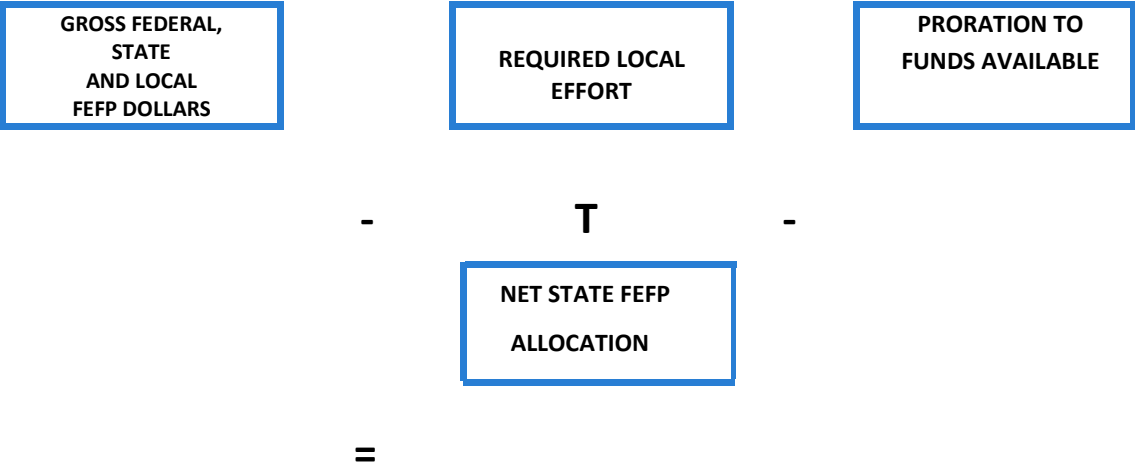 GROSS FEDERAL,
STATE
AND LOCAL
FEFP DOLLARS
REQUIRED LOCAL
EFFORT
PRORATION TO
FUNDS AVAILABLE
- T -
NET STATE FEFP
ALLOCATION
=